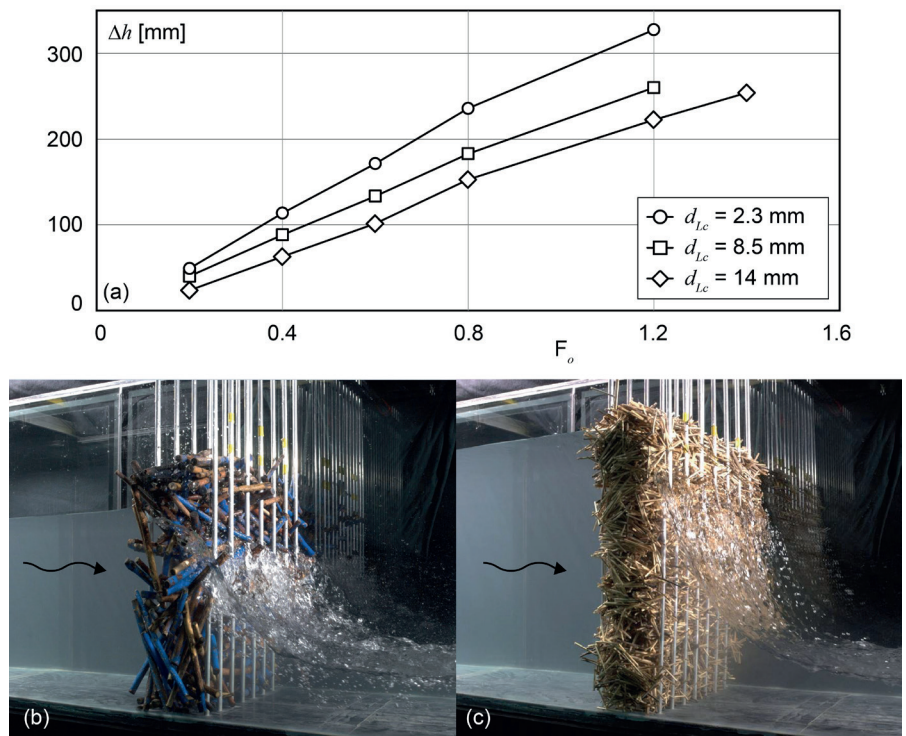 Δh [mm]
300
200
100
0
(a)
0
0.4
0.8
1.2
1.6
F_o
d_Lc = 2.3 mm
d_Lc = 8.5 mm
d_Lc = 14 mm
(b)
(c)